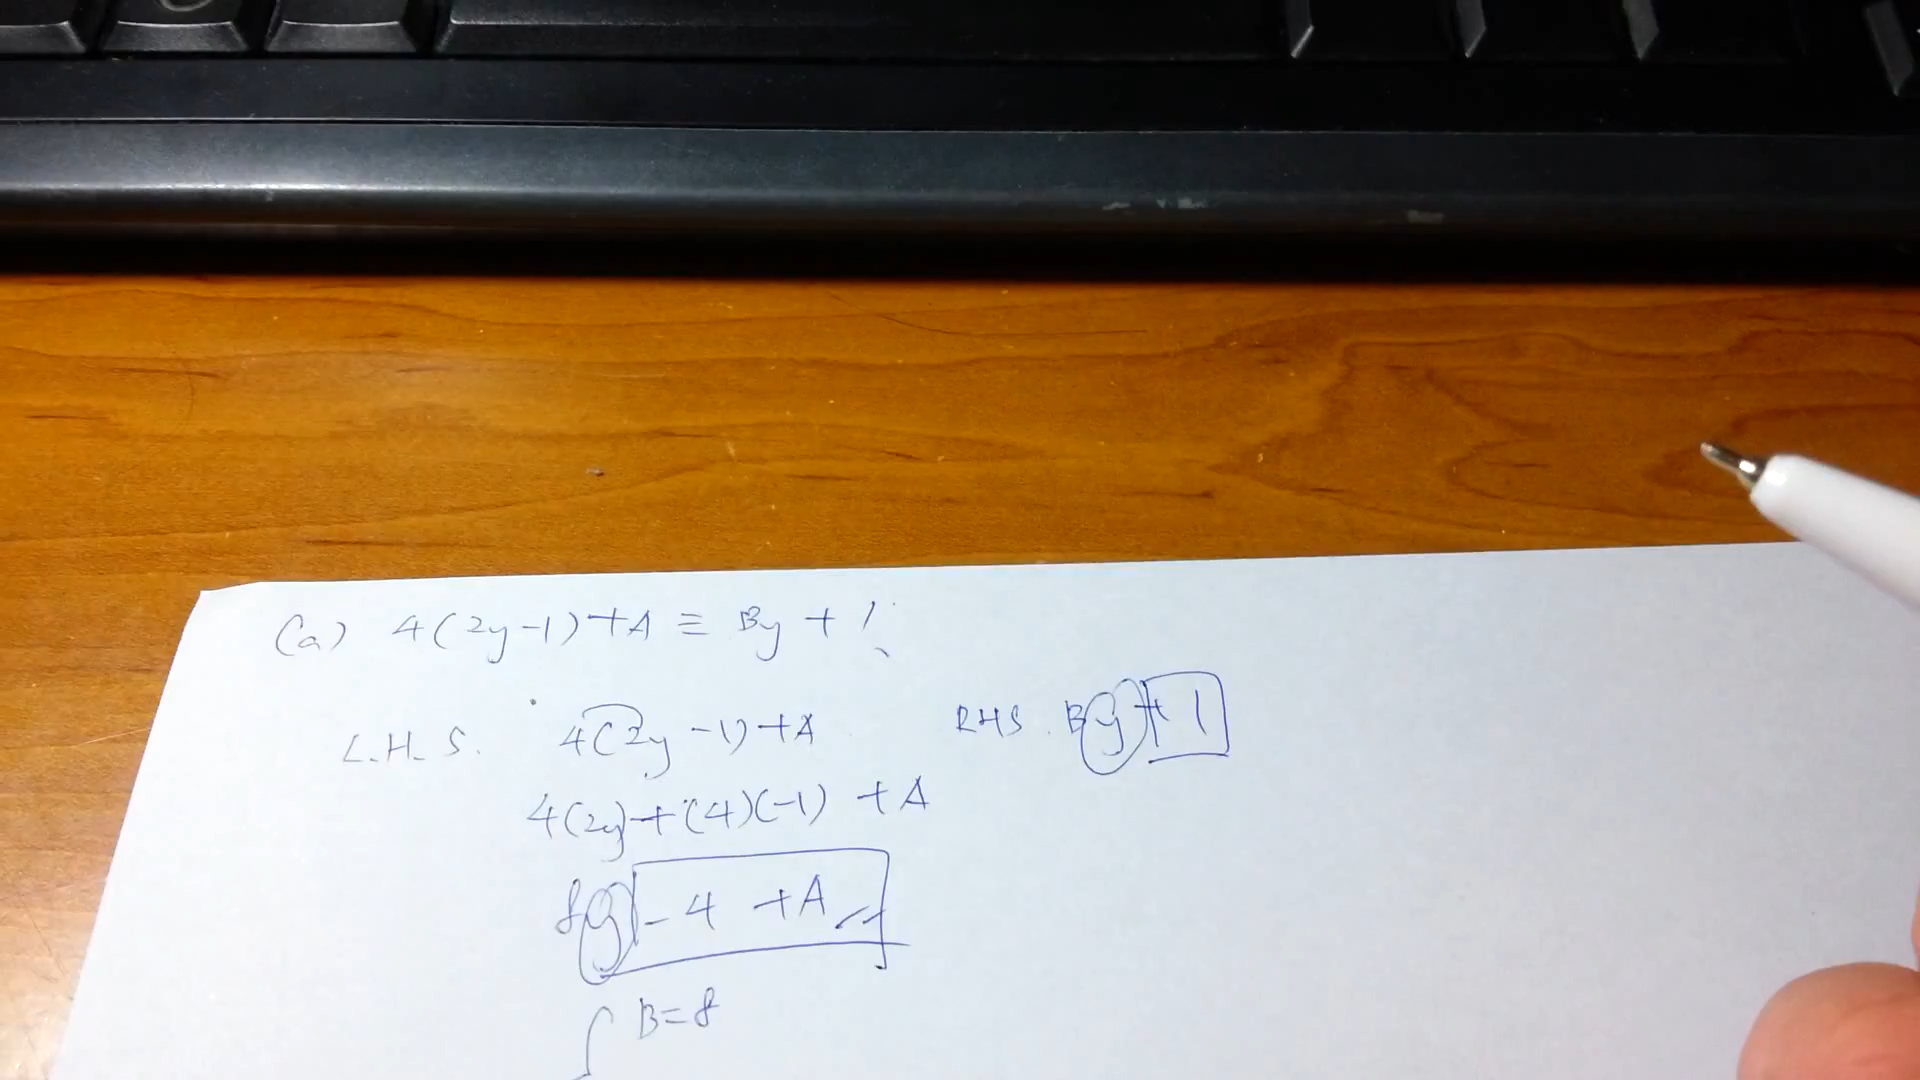 (a) 4(2y-1)+A ≡ By + 1
L.H.S. 4(2y-1)+A RHS. By+1
4(2y)+(4)(-1)+A
8y-4+A
B=8